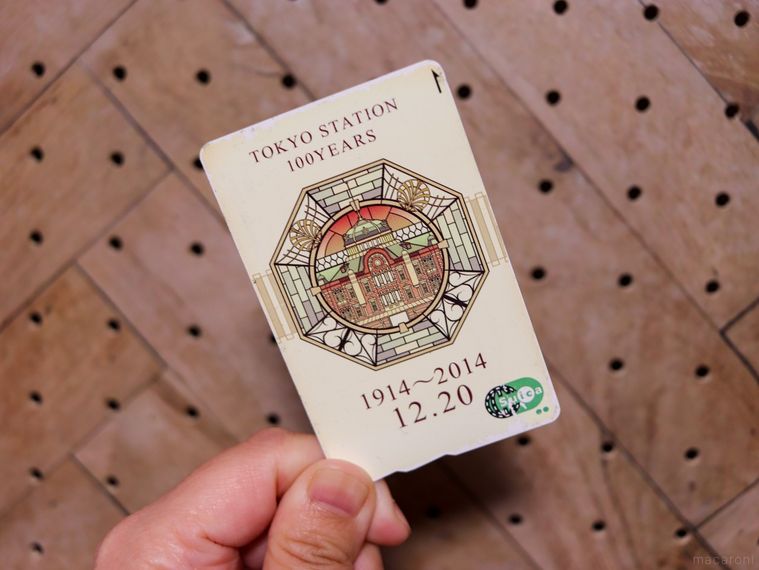 TOKYO STATION
100YEARS
1914～2014
12.20
Suica
macaroni